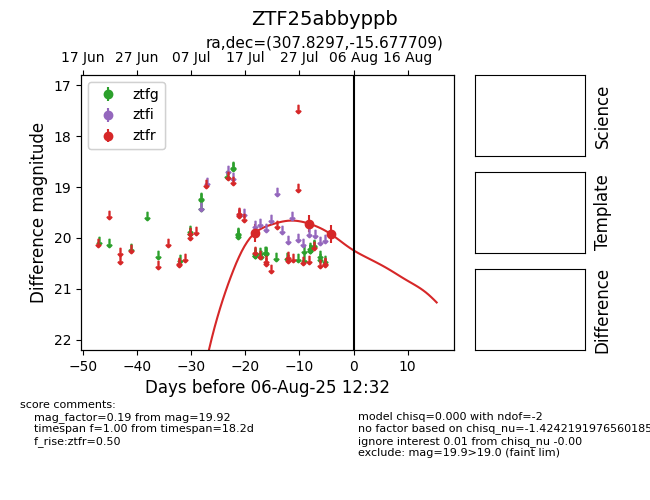 ZTF25abbyppb
ra,dec=(307.8297,-15.677709)
17 Jun 27 Jun 07 Jul 17 Jul 27 Jul 06 Aug 16 Aug
17
18
19
20
21
22
Difference magnitude
ztfg
ztfi
ztfr
−50 −40 −30 −20 −10 0 10
Days before 06-Aug-25 12:32
Science
Template
Difference
score comments:
mag_factor=0.19 from mag=19.92
timespan f=1.00 from timespan=18.2d
f_rise:ztfr=0.50
model chisq=0.000 with ndof=-2
no factor based on chisq_nu=-1.4242191976560185
ignore interest 0.01 from chisq_nu -0.00
exclude: mag=19.9>19.0 (faint lim)